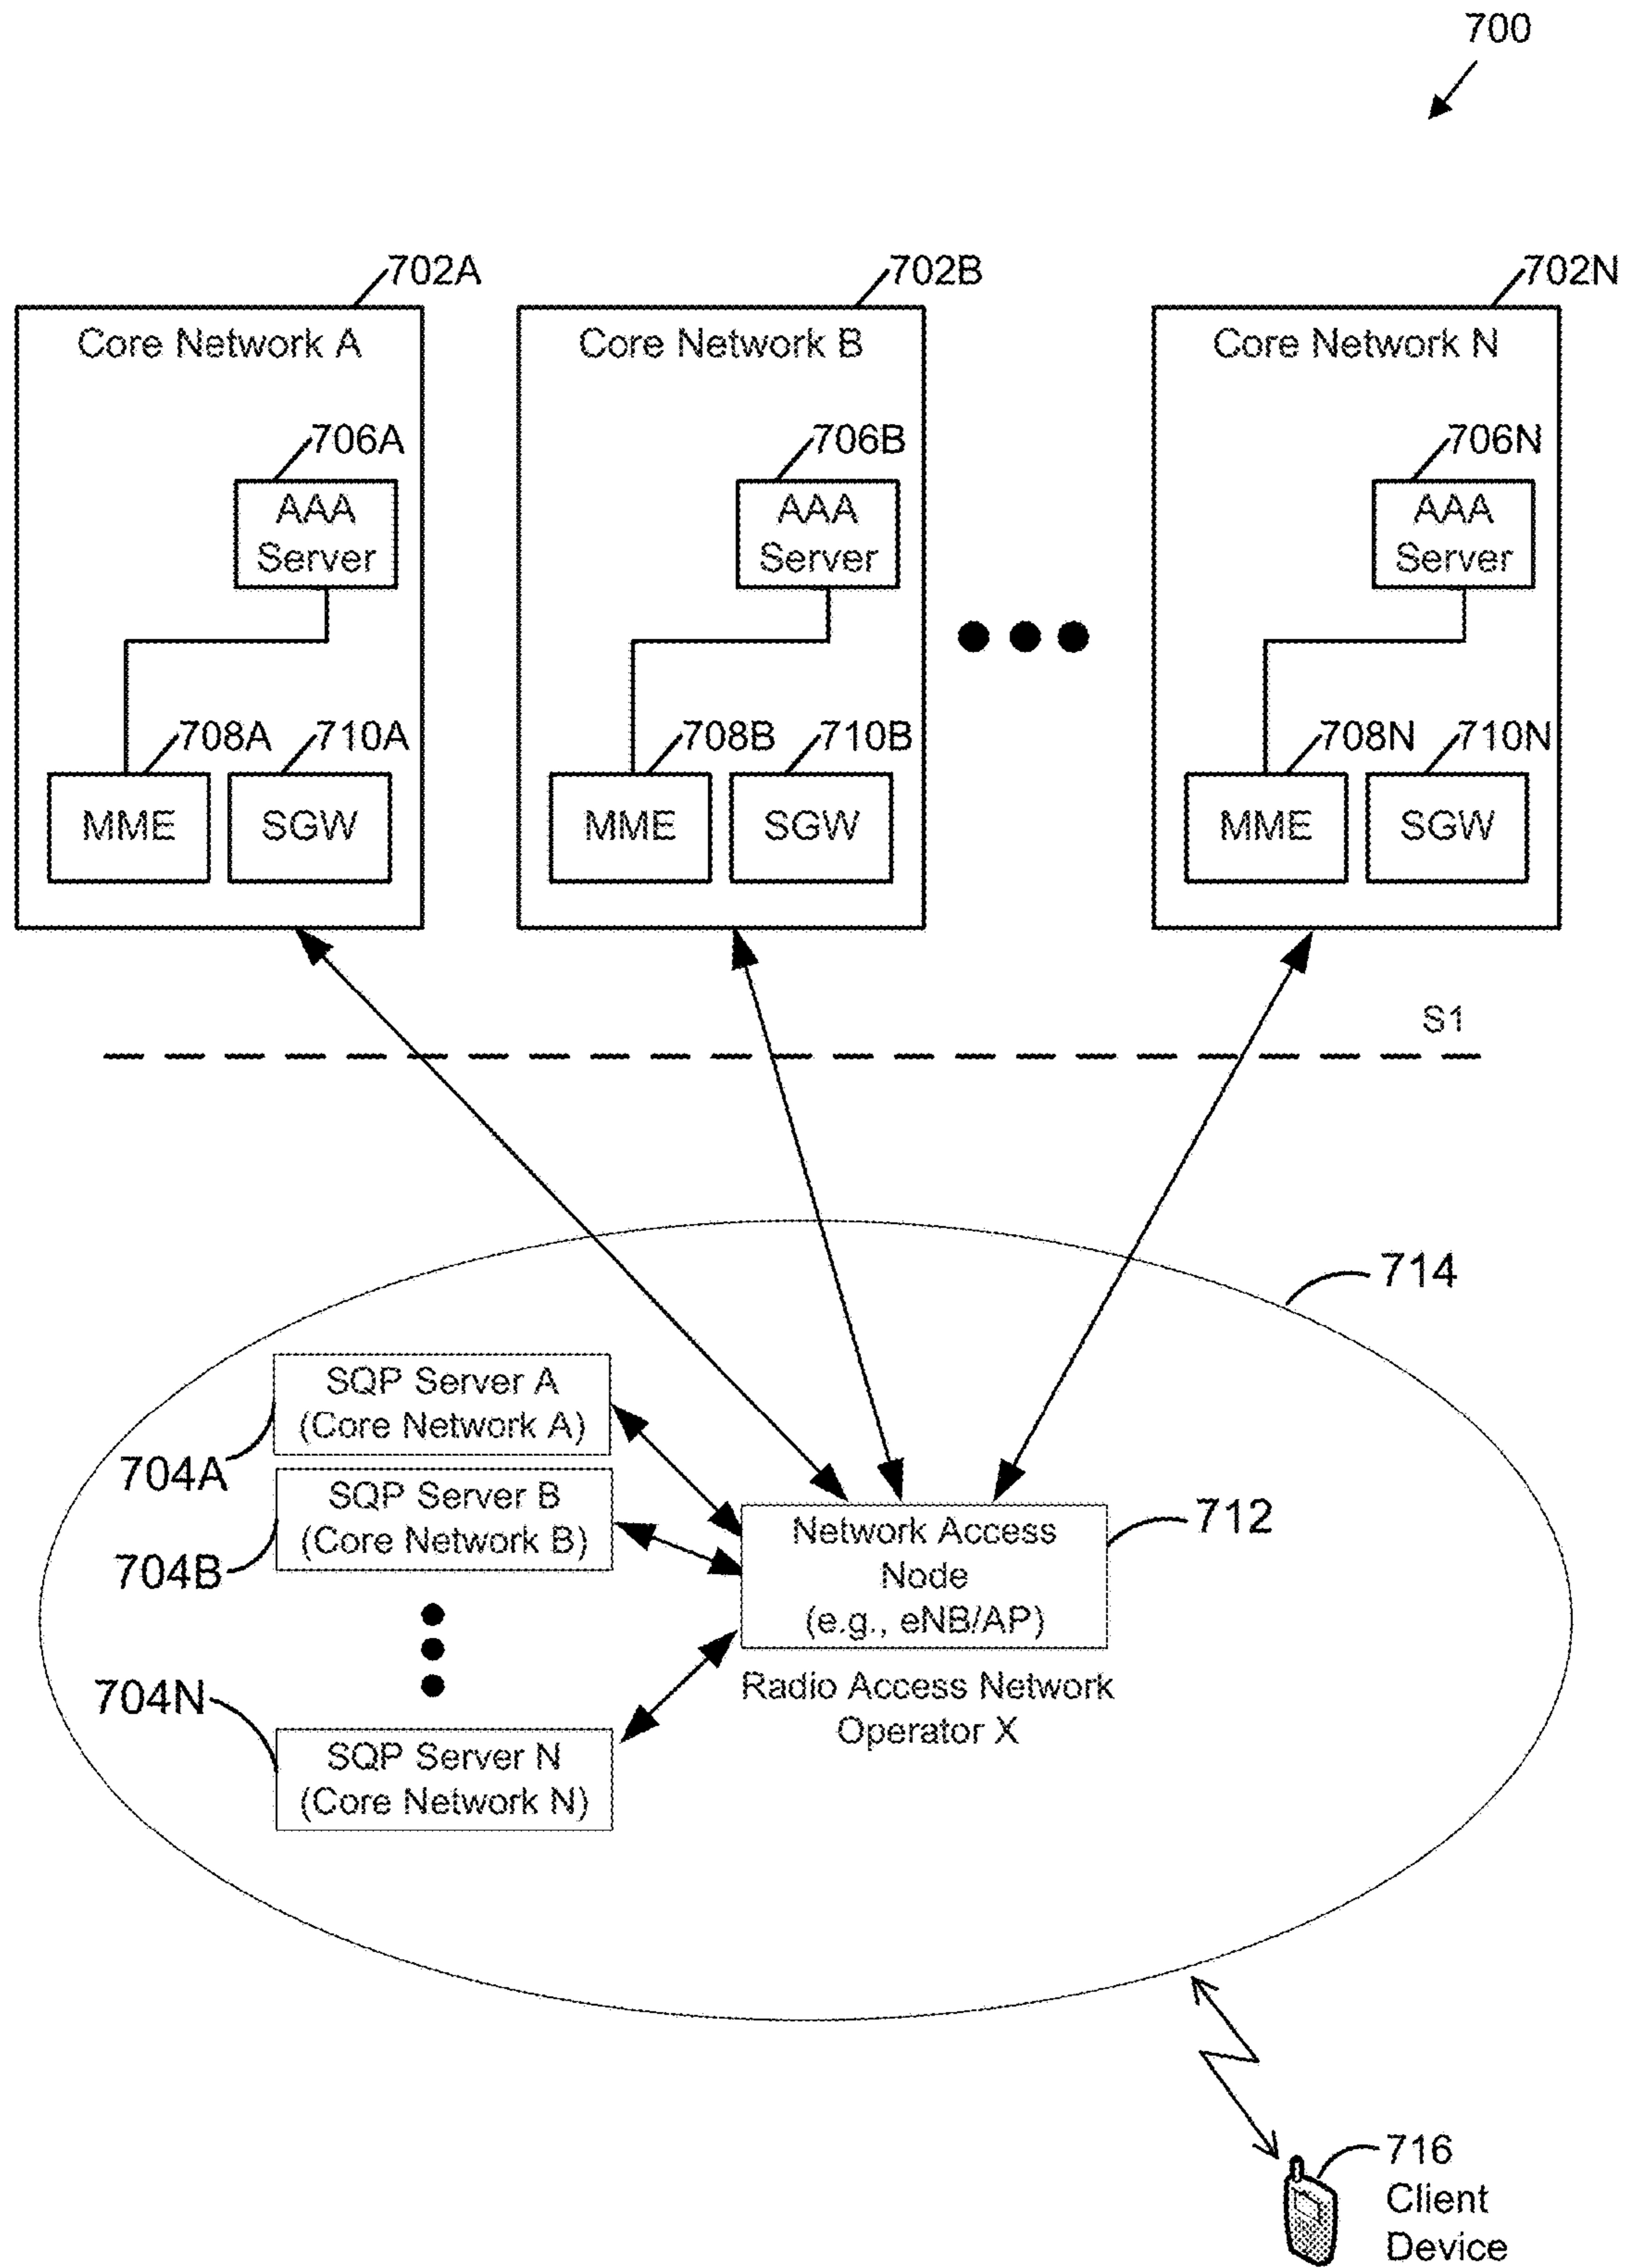 700
702A
702B
702N
Core Network A
Core Network B
Core Network N
706A
706B
706N
AAA
Server
AAA
Server
AAA
Server
708A
710A
708B
710B
708N
710N
MME
SGW
MME
SGW
MME
SGW
S1
714
SQP Server A
(Core Network A)
704A
SQP Server B
(Core Network B)
704B
Network Access
Node
(e.g., eNB/AP)
712
Radio Access Network
Operator X
704N
SQP Server N
(Core Network N)
716
Client
Device